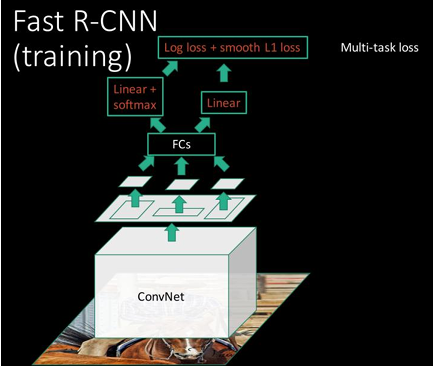 Fast R-CNN
(training)
Log loss + smooth L1 loss
Multi-task loss
Linear +
softmax
Linear
FCs
ConvNet